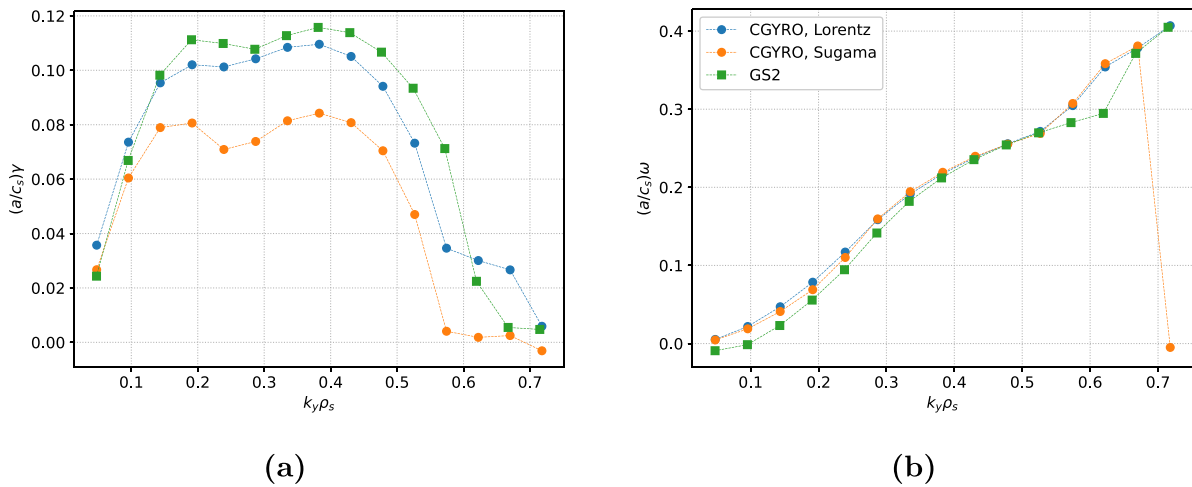 0.12
0.10
0.08
0.06
0.04
0.02
0.00
(a/c_s)γ
0.1 0.2 0.3 0.4 0.5 0.6 0.7
k_yρ_s
(a)
CGYRO, Lorentz
CGYRO, Sugama
GS2
0.4
0.3
0.2
0.1
0.0
(a/c_s)ω
0.1 0.2 0.3 0.4 0.5 0.6 0.7
k_yρ_s
(b)